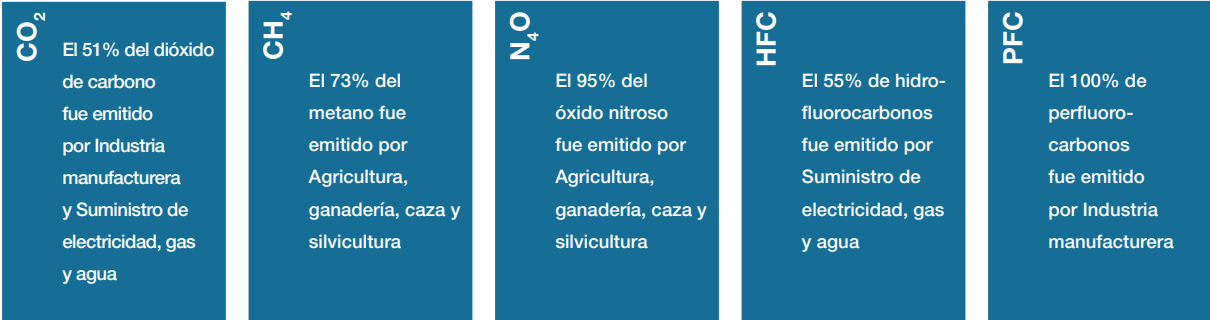 CO₂
El 51% del dióxido
de carbono
fue emitido
por Industria
manufacturera
y Suministro de
electricidad, gas
y agua
CH₄
El 73% del
metano fue
emitido por
Agricultura,
ganadería, caza y
silvicultura
N₄O
El 95% del
óxido nitroso
fue emitido por
Agricultura,
ganadería, caza y
silvicultura
HFC
El 55% de hidro-
fluorocarbonos
fue emitido por
Suministro de
electricidad, gas
y agua
PFC
El 100% de
perfluoro-
carbonos
fue emitido
por Industria
manufacturera